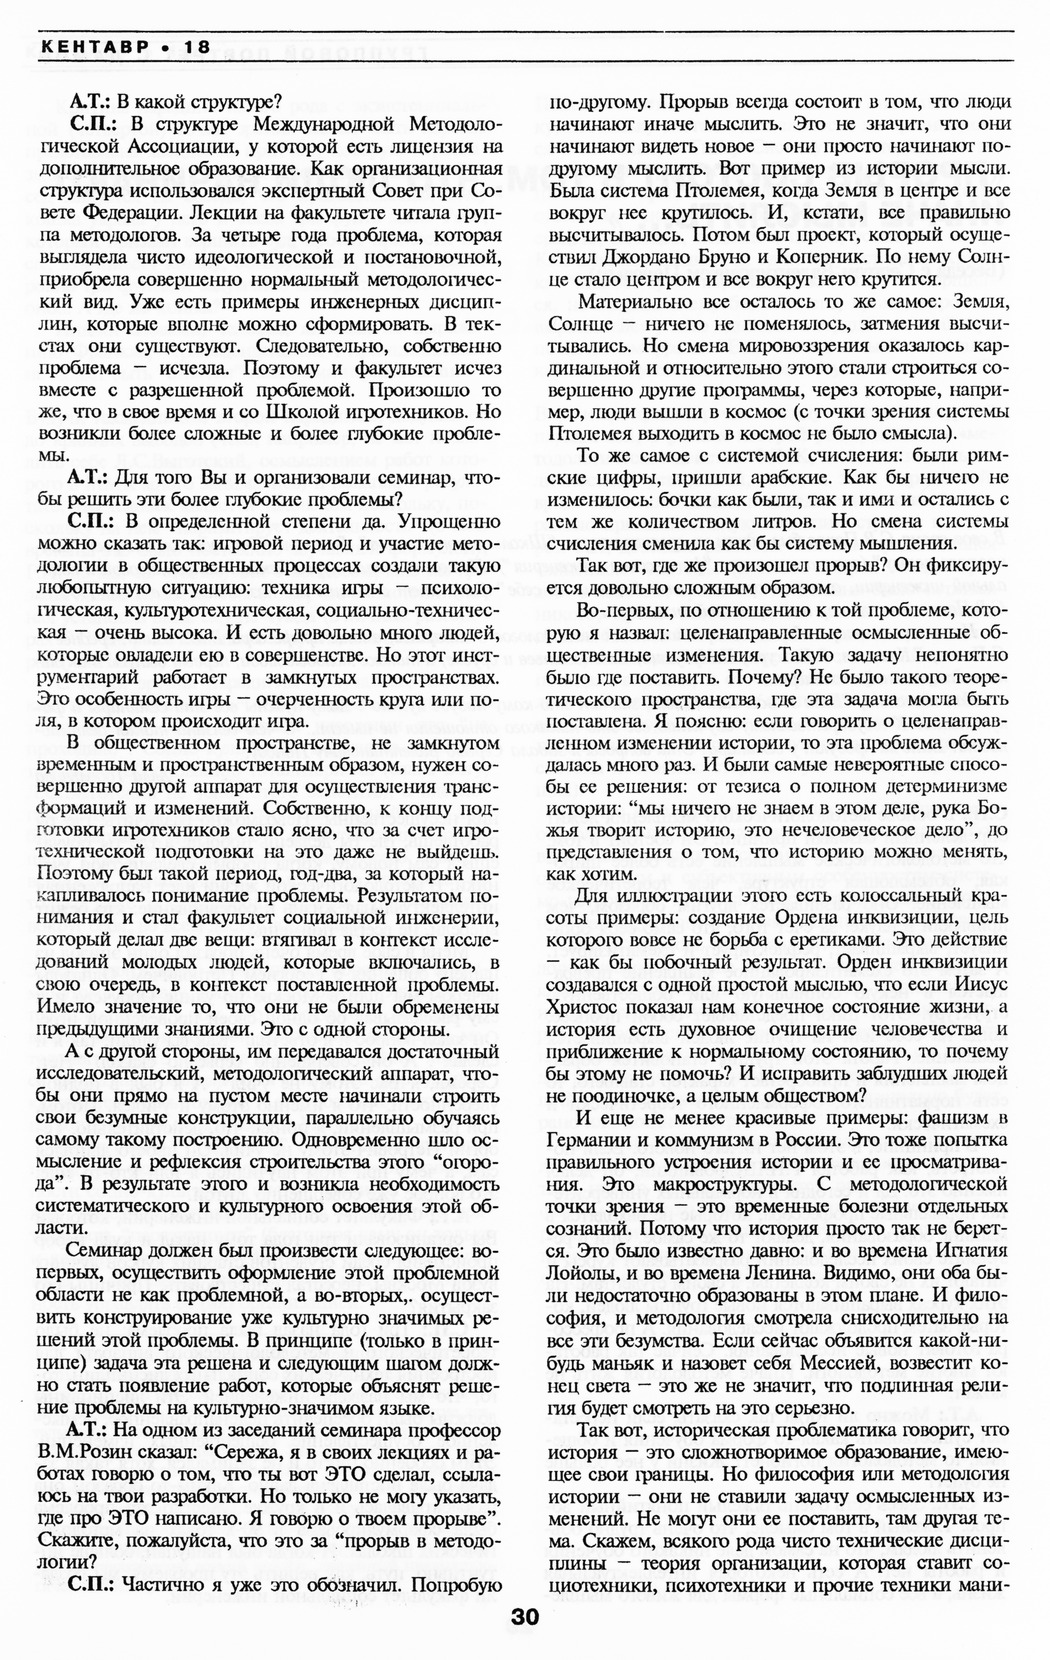 КЕНТАВР • 18
А.Т.: В какой структуре?
С.П.: В структуре Международной Методоло-
гической Ассоциации, у которой есть лицензия на
дополнительное образование. Как организационная
структура использовался экспертный Совет при Со-
вете Федерации. Лекции на факультете читала груп-
па методологов. За четыре года проблема, которая
выглядела чисто идеологической и постановочной,
приобрела совершенно нормальный методологичес-
кий вид. Уже есть примеры инженерных дисцип-
лин, которые вполне можно сформировать. В тек-
стах они существуют. Следовательно, собственно
проблема — исчезла. Поэтому и факультет исчез
вместе с разрешенной проблемой. Произошло то
же, что в свое время и со Школой игротехников. Но
возникли более сложные и более глубокие пробле-
мы.
А.Т.: Для того Вы и организовали семинар, что-
бы решить эти более глубокие проблемы?
С.П.: В определенной степени да. Упрощенно
можно сказать так: игровой период и участие мето-
дологии в общественных процессах создали такую
любопытную ситуацию: техника игры — психоло-
гическая, культуротехническая, социально-техничес-
кая — очень высока. И есть довольно много людей,
которые овладели ею в совершенстве. Но этот инст-
рументарий работаст в замкнутых пространствах.
Это особенность игры — очерченность круга или по-
ля, в котором происходит игра.
В общественном пространстве, не замкнутом
временным и пространственным образом, нужен со-
вершенно другой аппарат для осуществления транс-
формаций и изменений. Собственно, к концу под-
готовки игротехников стало ясно, что за счет игро-
технической подготовки на это даже не выйдешь.
Поэтому был такой период, год-два, за который на-
капливалось понимание проблемы. Результатом по-
нимания и стал факультет социальной инженерии,
который делал две вещи: втягивал в контекст иссле-
дований молодых людей, которые включались, в
свою очередь, в контекст поставленной проблемы.
Имело значение то, что они не были обременены
предыдущими знаниями. Это с одной стороны.
А с другой стороны, им передавался достаточный
исследовательский, методологический аппарат, что-
бы они прямо на пустом месте начинали строить
свои безумные конструкции, параллельно обучаясь
самому такому построению. Одновременно шло ос-
мысление и рефлексия строительства этого “огоро-
да”. В результате этого и возникла необходимость
систематического и культурного освоения этой об-
ласти.
Семинар должен был произвести следующее: во-
первых, осуществить оформление этой проблемной
области не как проблемной, а во-вторых,. осущест-
вить конструирование уже культурно значимых ре-
шений этой проблемы. В принципе (только в прин-
ципе) задача эта решена и следующим шагом долж-
но стать появление работ, которые объяснят реше-
ние проблемы на культурно-значимом языке.
А.Т.: На одном из заседаний семинара профессор
В.М.Розин сказал: “Сережа, я в своих лекциях и ра-
ботах говорю о том, что ты вот ЭТО сделал, ссыла-
юсь на твои разработки. Но только не могу указать,
где про ЭТО написано. Я говорю о твоем прорыве”.
Скажите, пожалуйста, что это за “прорыв в методо-
логии?
С.П.: Частично я уже это обозначил. Попробую
по-другому. Прорыв всегда состоит в том, что люди
начинают иначе мыслить. Это не значит, что они
начинают видеть новое — они просто начинают по-
другому мыслить. Вот пример из истории мысли.
Была система Птолемея, когда Земля в центре и все
вокруг нее крутилось. И, кстати, все правильно
высчитывалось. Потом был проект, который осуще-
ствил Джордано Бруно и Коперник. По нему Солн-
це стало центром и все вокруг него крутится.
Материально все осталось то же самое: Земля,
Солнце — ничего не поменялось, затмения высчи-
тывались. Но смена мировоззрения оказалось кар-
динальной и относительно этого стали строиться со-
вершенно другие программы, через которые, напри-
мер, люди вышли в космос (с точки зрения системы
Птолемея выходить в космос не было смысла).
То же самое с системой счисления: были рим-
ские цифры, пришли арабские. Как бы ничего не
изменилось: бочки как были, так и ими и остались с
тем же количеством литров. Но смена системы
счисления сменила как бы систему мышления.
Так вот, где же произошел прорыв? Он фиксиру-
ется довольно сложным образом.
Во-первых, по отношению к той проблеме, кото-
рую я назвал: целенаправленные осмысленные об-
щественные изменения. Такую задачу непонятно
было где поставить. Почему? Не было такого теоре-
тического пространства, где эта задача могла быть
поставлена. Я поясню: если говорить о целенаправ-
ленном изменении истории, то эта проблема обсуж-
далась много раз. И были самые невероятные спосо-
бы ее решения: от тезиса о полном детерминизме
истории: “мы ничего не знаем в этом деле, рука Бо-
жья творит историю, это нечеловеческое дело”, до
представления о том, что историю можно менять,
как хотим.
Для иллюстрации этого есть колоссальный кра-
соты примеры: создание Ордена инквизиции, цель
которого вовсе не борьба с еретиками. Это действие
— как бы побочный результат. Орден инквизиции
создавался с одной простой мыслью, что если Иисус
Христос показал нам конечное состояние жизни, а
история есть духовное очищение человечества и
приближение к нормальному состоянию, то почему
бы этому не помочь? И исправить заблудших людей
не поодиночке, а целым обществом?
И еще не менее красивые примеры: фашизм в
Германии и коммунизм в России. Это тоже попытка
правильного устроения истории и ее просматрива-
ния. Это макроструктуры. С методологической
точки зрения — это временные болезни отдельных
сознаний. Потому что история просто так не берет-
ся. Это было известно давно: и во времена Игнатия
Лойолы, и во времена Ленина. Видимо, они оба бы-
ли недостаточно образованы в этом плане. И фило-
софия, и методология смотрела снисходительно на
все эти безумства. Если сейчас объявится какой-ни-
будь маньяк и назовет себя Мессией, возвестит ко-
нец света — это же не значит, что подлинная рели-
гия будет смотреть на это серьезно.
Так вот, историческая проблематика говорит, что
история — это сложнотворимое образование, имею-
щее свои границы. Но философия или методология
истории — они не ставили задачу осмысленных из-
менений. Не могут они ее поставить, там другая те-
ма. Скажем, всякого рода чисто технические дисци-
плины — теория организации, которая ставит со-
циотехники, психотехники и прочие техники мани-
30